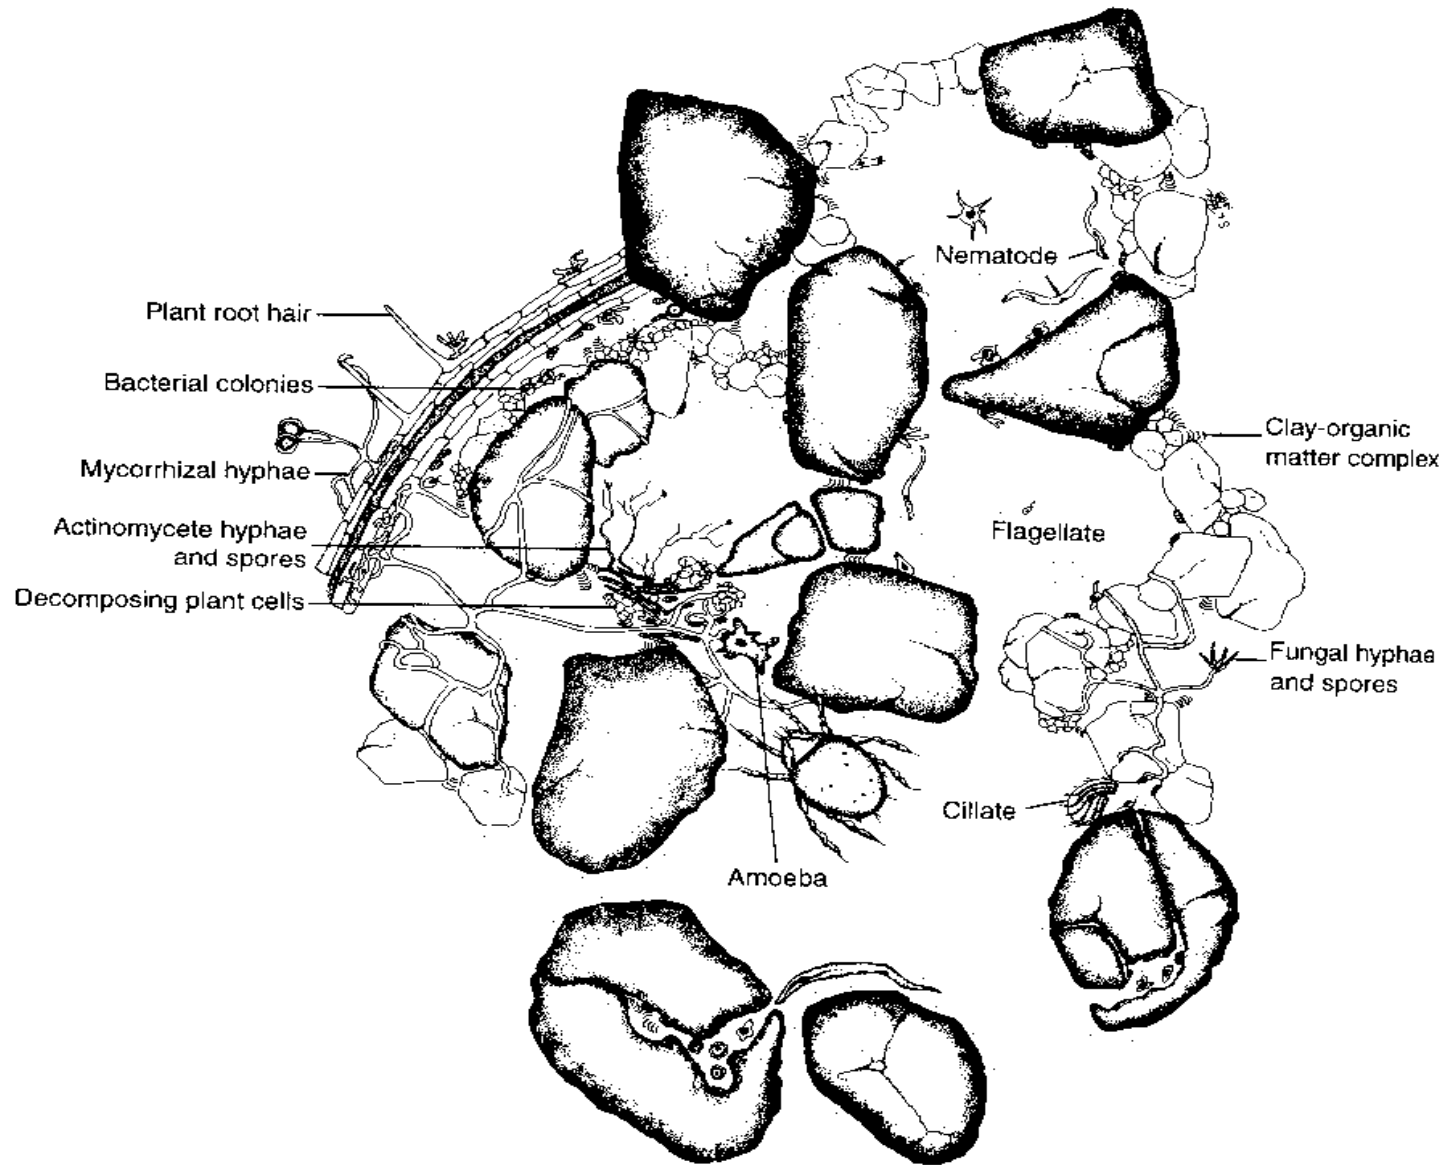 Nematode
Plant root hair
Bacterial colonies
Mycorrhizal hyphae
Actinomycete hyphae
and spores
Decomposing plant cells
Clay-organic
matter complex
Flagellate
Fungal hyphae
and spores
Cillate
Amoeba